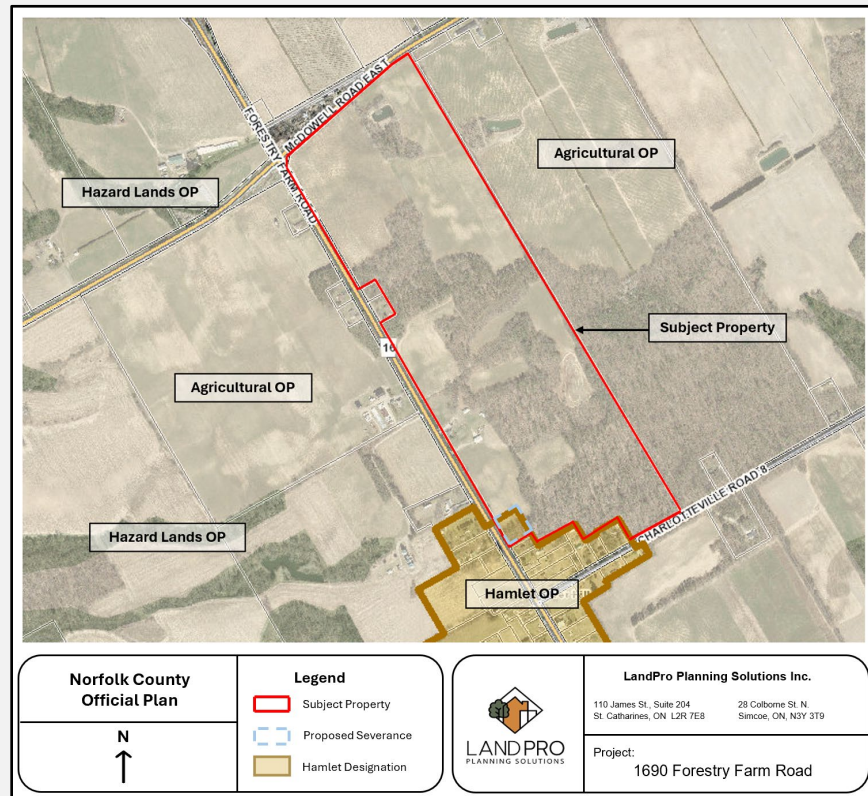 McDOWELL ROAD EAST
FORESTRY FARM ROAD
Agricultural OP
Hazard Lands OP
Subject Property
16
Agricultural OP
CHARLOTTEVILLE ROAD 8
Hazard Lands OP
Hamlet OP
Norfolk County
Official Plan
N
Legend
Subject Property
Proposed Severance
Hamlet Designation
LANDPRO
PLANNING SOLUTIONS
LandPro Planning Solutions Inc.
110 James St., Suite 204
St. Catharines, ON L2R 7E8
28 Colborne St. N.
Simcoe, ON, N3Y 3T9
Project:
1690 Forestry Farm Road